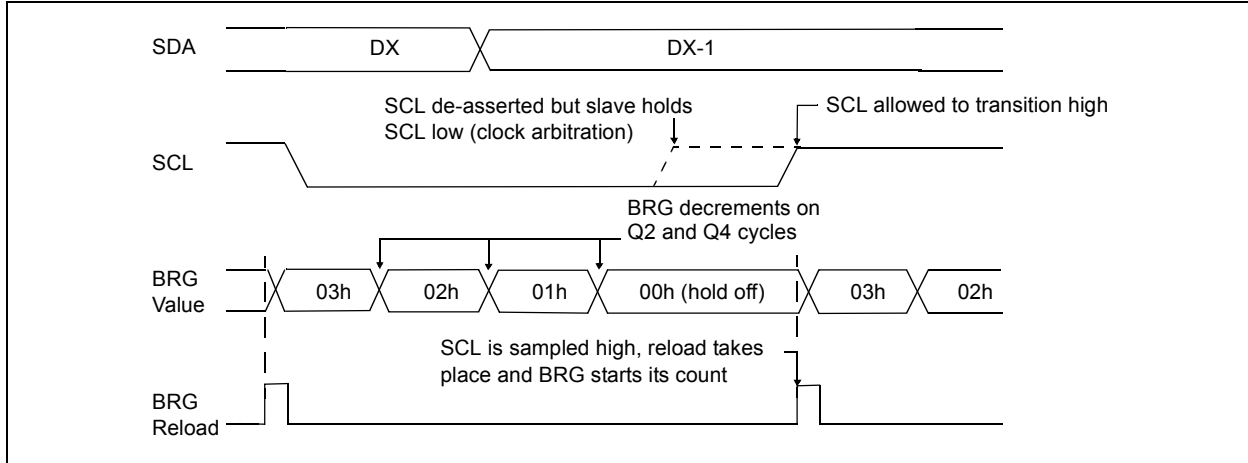 SDA
DX
DX-1
SCL de-asserted but slave holds
SCL low (clock arbitration)
SCL allowed to transition high
SCL
BRG decrements on
Q2 and Q4 cycles
BRG
Value
03h
02h
01h
00h (hold off)
03h
02h
SCL is sampled high, reload takes
place and BRG starts its count
BRG
Reload